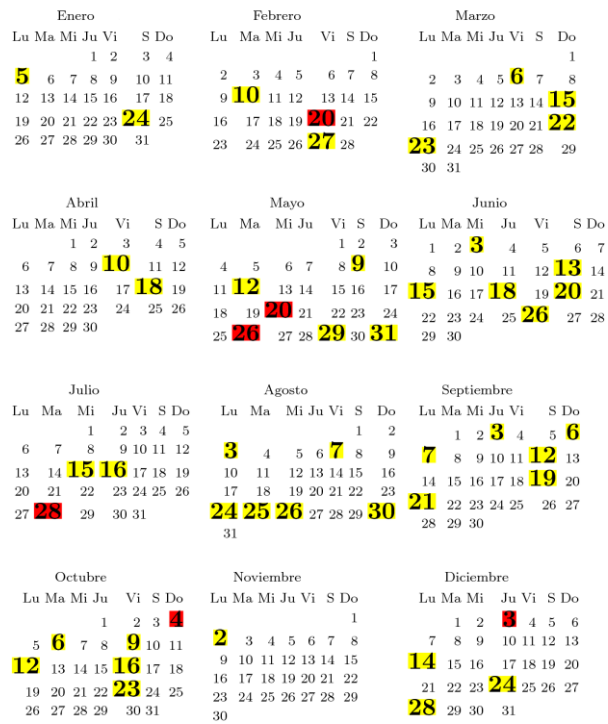 Enero
Lu Ma Mi Ju Vi S Do
1 2 3 4
5 6 7 8 9 10 11
12 13 14 15 16 17 18
19 20 21 22 23 24 25
26 27 28 29 30 31
Febrero
Lu Ma Mi Ju Vi S Do
1
2 3 4 5 6 7 8
9 10 11 12 13 14 15
16 17 18 19 20 21 22
23 24 25 26 27 28
Marzo
Lu Ma Mi Ju Vi S Do
1
2 3 4 5 6 7 8
9 10 11 12 13 14 15
16 17 18 19 20 21 22
23 24 25 26 27 28 29
30 31
Abril
Lu Ma Mi Ju Vi S Do
1 2 3 4 5
6 7 8 9 10 11 12
13 14 15 16 17 18 19
20 21 22 23 24 25 26
27 28 29 30
Mayo
Lu Ma Mi Ju Vi S Do
1 2 3
4 5 6 7 8 9 10
11 12 13 14 15 16 17
18 19 20 21 22 23 24
25 26 27 28 29 30 31
Junio
Lu Ma Mi Ju Vi S Do
1 2 3 4 5 6 7
8 9 10 11 12 13 14
15 16 17 18 19 20 21
22 23 24 25 26 27 28
29 30
Julio
Lu Ma Mi Ju Vi S Do
1 2 3 4 5
6 7 8 9 10 11 12
13 14 15 16 17 18 19
20 21 22 23 24 25 26
27 28 29 30 31
Agosto
Lu Ma Mi Ju Vi S Do
1 2
3 4 5 6 7 8 9
10 11 12 13 14 15 16
17 18 19 20 21 22 23
24 25 26 27 28 29 30
31
Septiembre
Lu Ma Mi Ju Vi S Do
1 2 3 4 5 6
7 8 9 10 11 12 13
14 15 16 17 18 19 20
21 22 23 24 25 26 27
28 29 30
Octubre
Lu Ma Mi Ju Vi S Do
1 2 3 4
5 6 7 8 9 10 11
12 13 14 15 16 17 18
19 20 21 22 23 24 25
26 27 28 29 30 31
Noviembre
Lu Ma Mi Ju Vi S Do
1
2 3 4 5 6 7 8
9 10 11 12 13 14 15
16 17 18 19 20 21 22
23 24 25 26 27 28 29
30
Diciembre
Lu Ma Mi Ju Vi S Do
1 2 3 4 5 6
7 8 9 10 11 12 13
14 15 16 17 18 19 20
21 22 23 24 25 26 27
28 29 30 31